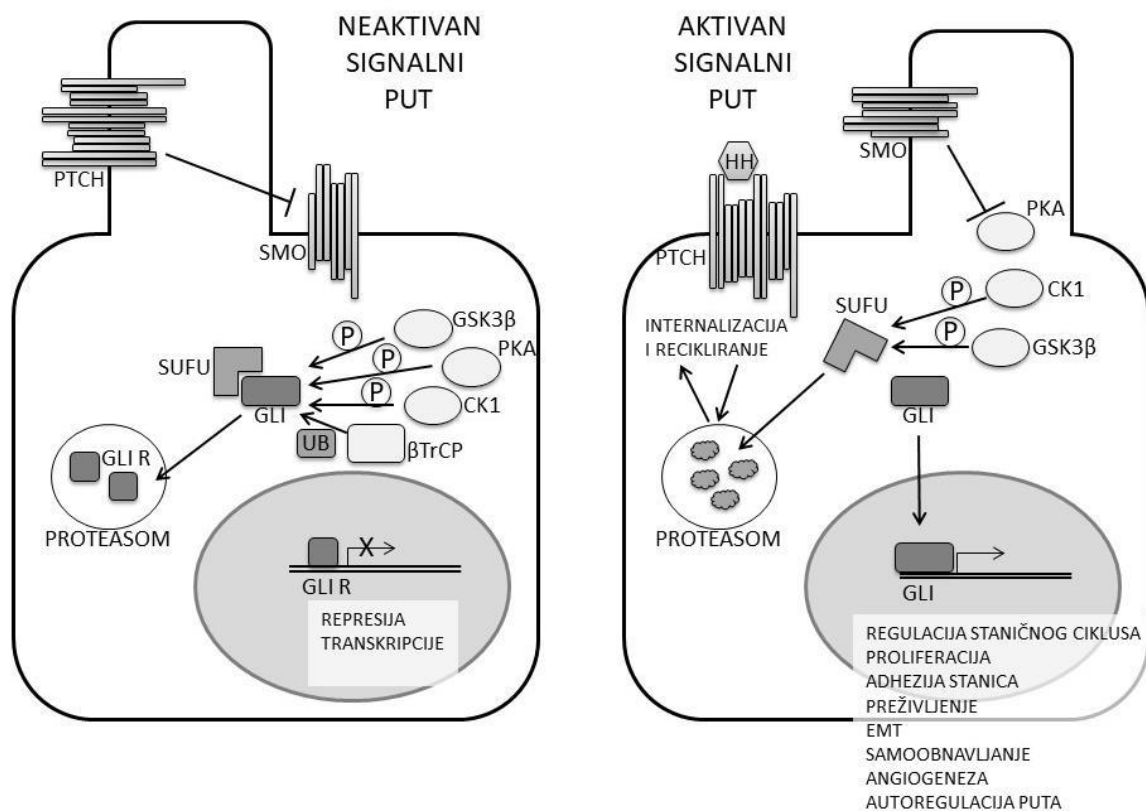 NEAKTIVAN
SIGNALNI
PUT
PTCH
SMO
GSK3β
P
PKA
P
SUFU
P
CK1
GLI
UB
βTrCP
GLI R
PROTEASOM
X
GLI R
REPRESIJA
TRANSKRIPCIJE
AKTIVAN
SIGNALNI
PUT
SMO
HH
PKA
PTCH
CK1
P
SUFU
INTERNALIZACIJA
I RECIKLIRANJE
P
GSK3β
GLI
PROTEASOM
GLI
REGULACIJA STANIČNOG CIKLUSA
PROLIFERACIJA
ADHEZIJA STANICA
PREŽIVLJENJE
EMT
SAMOOBNAVLJANJE
ANGIOGENEZA
AUTOREGULACIJA PUTA